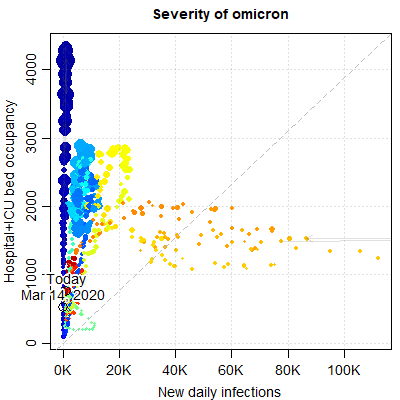 Severity of omicron
Hospital+ICU bed occupancy
4000
3000
2000
1000
0
Today
Mar 14, 2020
0K
20K
40K
60K
80K
100K
New daily infections